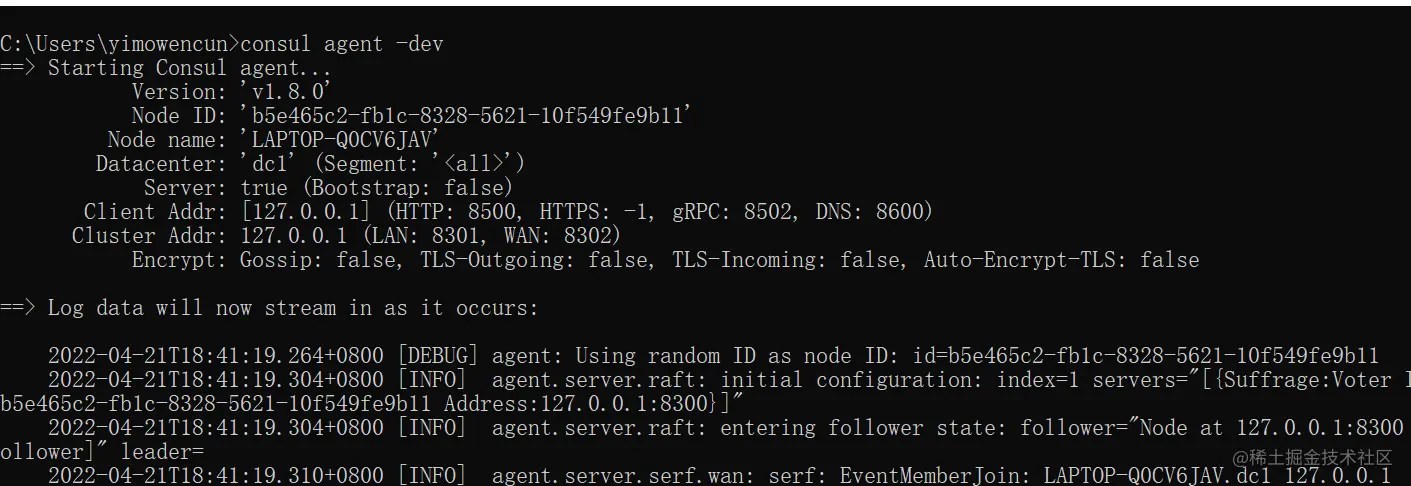 C:\Users\yimowencun>consul agent -dev
==> Starting Consul agent...
Version: 'v1.8.0'
Node ID: 'b5e465c2-fb1c-8328-5621-10f549fe9b11'
Node name: 'LAPTOP-Q0CV6JAV'
Datacenter: 'dc1' (Segment: '<all>')
Server: true (Bootstrap: false)
Client Addr: [127.0.0.1] (HTTP: 8500, HTTPS: -1, gRPC: 8502, DNS: 8600)
Cluster Addr: 127.0.0.1 (LAN: 8301, WAN: 8302)
Encrypt: Gossip: false, TLS-Outgoing: false, TLS-Incoming: false, Auto-Encrypt-TLS: false
==> Log data will now stream in as it occurs:
2022-04-21T18:41:19.264+0800 [DEBUG] agent: Using random ID as node ID: id=b5e465c2-fb1c-8328-5621-10f549fe9b11
2022-04-21T18:41:19.304+0800 [INFO]  agent.server.raft: initial configuration: index=1 servers="[{Suffrage:Voter I
b5e465c2-fb1c-8328-5621-10f549fe9b11 Address:127.0.0.1:8300}]"
2022-04-21T18:41:19.304+0800 [INFO]  agent.server.raft: entering follower state: follower="Node at 127.0.0.1:8300
ollower]" leader=
2022-04-21T18:41:19.310+0800 [INFO]  agent.server.serf.wan: serf: EventMemberJoin: LAPTOP-Q0CV6JAV.dc1 127.0.0.1
@稀土掘金技术社区